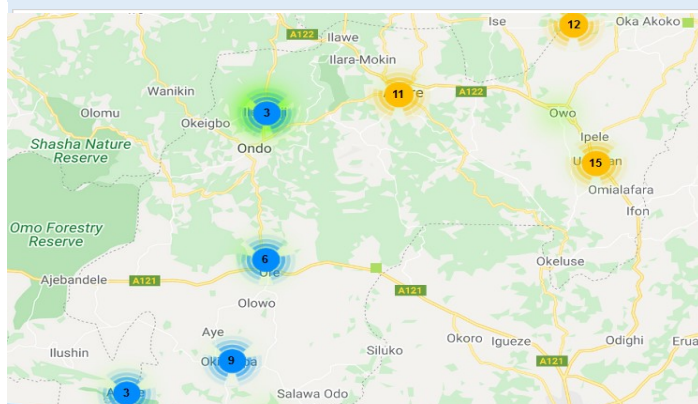 Ise
12
Oka Akoko
A122
Ilawe
Ilara-Mokin
Wanikin
11
A122
Olomu
Okeigbo
3
Owo
Shasha Nature
Reserve
Ondo
Ipele
15
Omialafara
Ifon
Omo Forestry
Reserve
6
Okeluse
Ajebandele
A121
A121
Olowo
Aye
Okoro
Igueze
Odighi
Ilushin
9
Siluko
A121
3
Salawa Odo